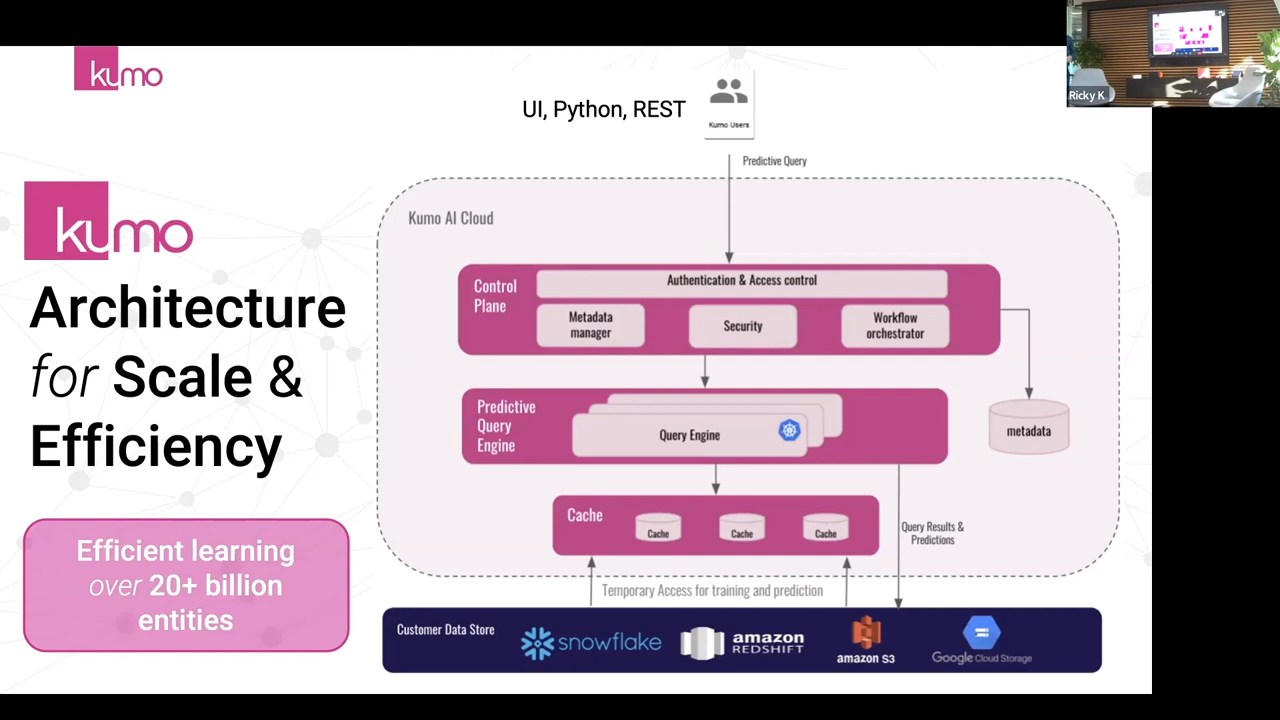 kumo
UI, Python, REST
Kumo Users
Ricky K
Predictive Query
kumo
Architecture
for Scale &
Efficiency
Efficient learning
over 20+ billion
entities
Kumo AI Cloud
Control
Plane
Authentication & Access control
Metadata
manager
Security
Workflow
orchestrator
Predictive
Query
Engine
Query Engine
metadata
Cache
Cache
Cache
Cache
Query Results &
Predictions
Temporary Access for training and prediction
Customer Data Store
snowflake
amazon
REDSHIFT
amazon S3
Google Cloud Storage